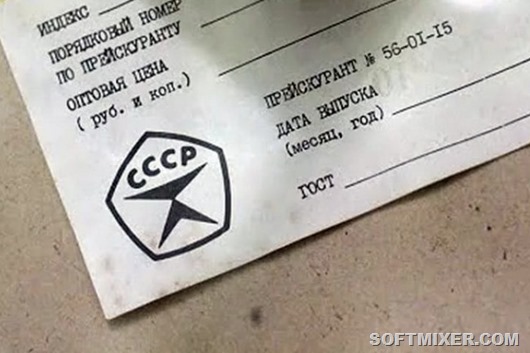 ИНДЕКС
ПОРЯДКОВЫЙ НОМЕР
ПО ПРЕЙСКУРАНТУ
ОПТОВАЯ ЦЕНА
( руб. и коп.)
ПРЕЙСКУРАНТ № 56-01-15
ДАТА ВЫПУСКА
(месяц, год)
ГОСТ
СССР
SOFTMIXER.COM